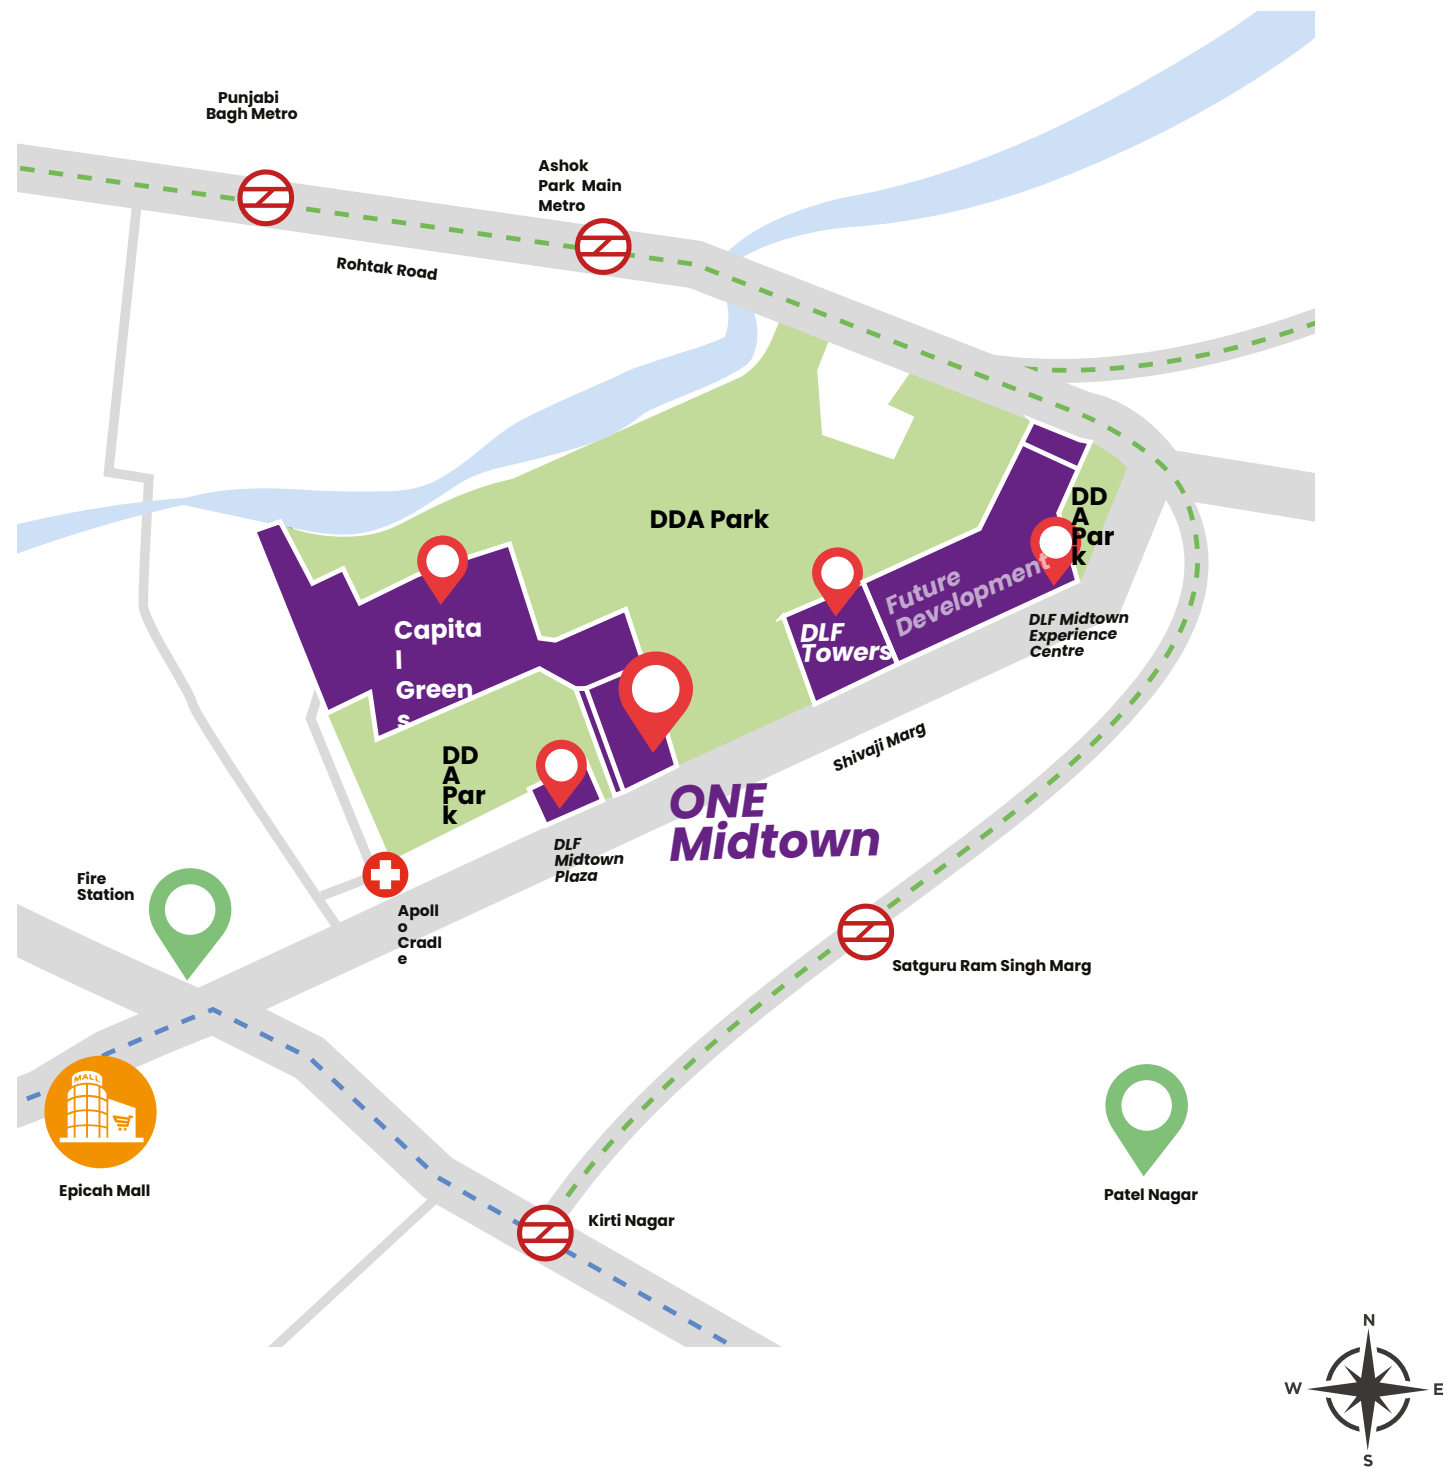 Punjabi
Bagh Metro
Ashok
Park Main
Metro
Rohtak Road
DDA Park
DD
A
Par
k
Future
Development
Capita
l
Green
s
DLF
Towers
DLF Midtown
Experience
Centre
DD
A
Par
k
Shivaji Marg
ONE
Midtown
DLF
Midtown
Plaza
Fire
Station
Apoll
o
Cradl
e
Satguru Ram Singh Marg
MALL
Epicah Mall
Kirti Nagar
Patel Nagar
N
W
E
S